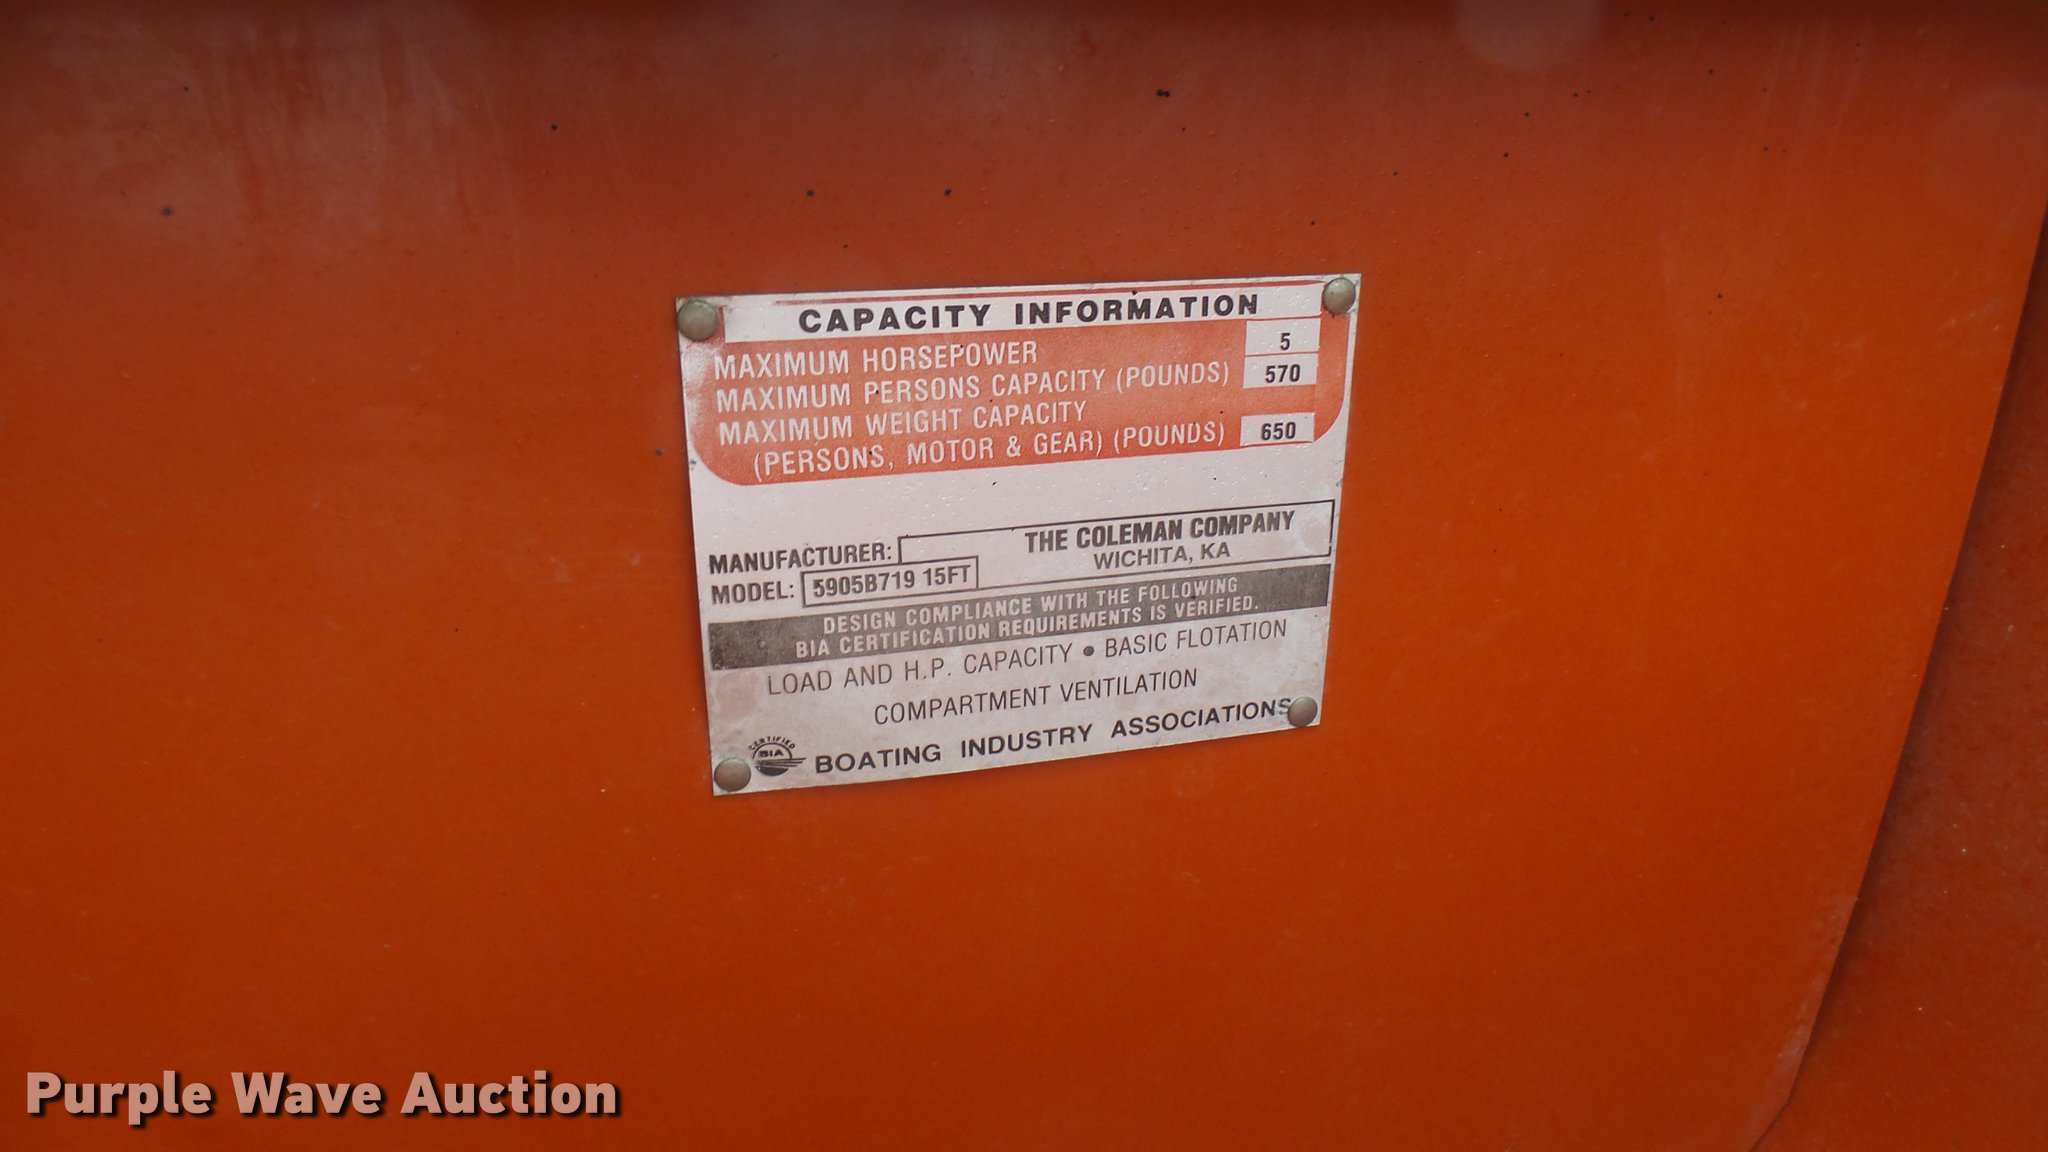 CAPACITY INFORMATION
MAXIMUM HORSEPOWER 5
MAXIMUM PERSONS CAPACITY (POUNDS) 570
MAXIMUM WEIGHT CAPACITY
(PERSONS, MOTOR & GEAR) (POUNDS) 650
MANUFACTURER: THE COLEMAN COMPANY
WICHITA, KA
MODEL: 5905B719 15FT
DESIGN COMPLIANCE WITH THE FOLLOWING
BIA CERTIFICATION REQUIREMENTS IS VERIFIED.
LOAD AND H.P. CAPACITY • BASIC FLOTATION
COMPARTMENT VENTILATION
CERTIFIED
BIA
BOATING INDUSTRY ASSOCIATIONS
Purple Wave Auction